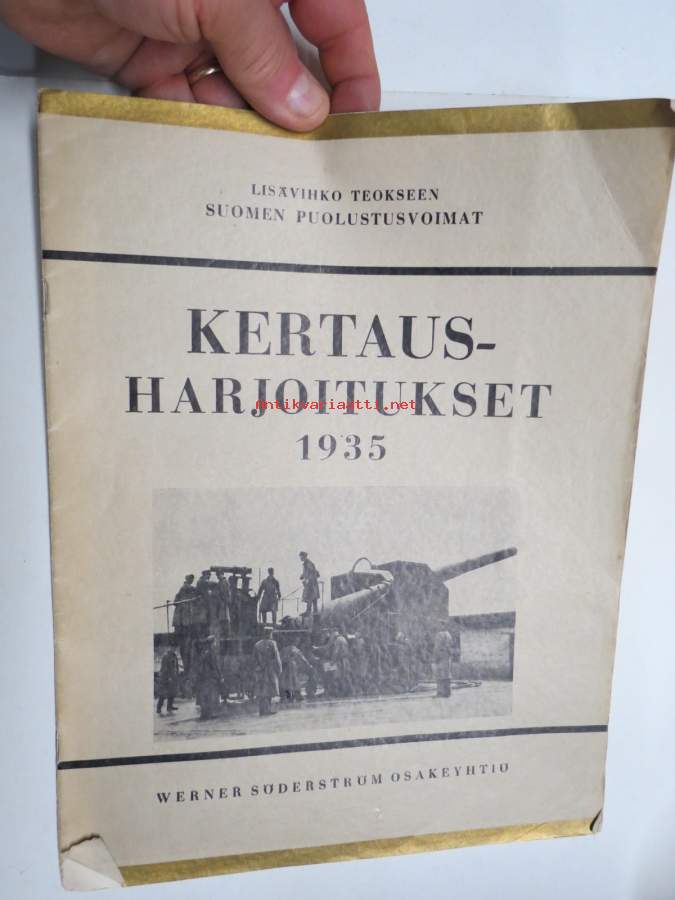 LISÄVIHKO TEOKSEEN
SUOMEN PUOLUSTUSVOIMAT
KERTAUS-
HARJOITUKSET
Antikvariaatti.net
1935
WERNER SÖDERSTRÖM OSAKEYHTIÖ